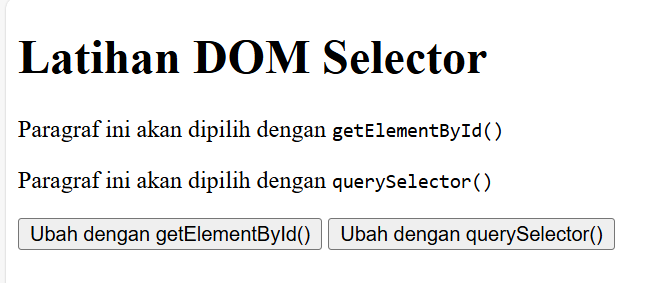 Latihan DOM Selector
Paragraf ini akan dipilih dengan getElementById()
Paragraf ini akan dipilih dengan querySelector()
Ubah dengan getElementById() Ubah dengan querySelector()